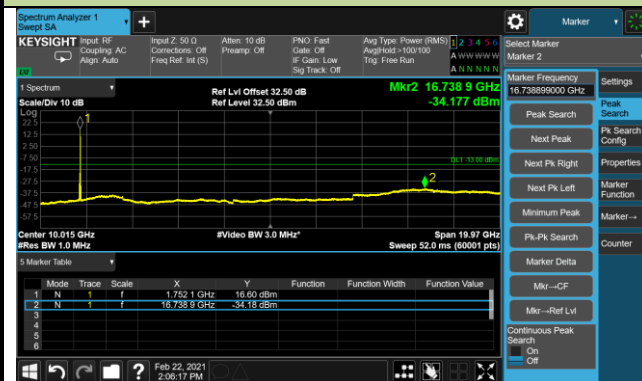 Spectrum Analyzer 1
Swept SA
Marker
KEYSIGHT
Input: RF
Coupling: AC
Align: Auto
Input Z: 50 Ω
Corrections: Off
Freq Ref: Int (S)
Atten: 10 dB
Preamp: Off
PNO: Fast
Gate: Off
IF Gain: Low
Sig Track: Off
Avg Type: Power (RMS)
Avg|Hold:>100/100
Trig: Free Run
1 2 3 4 5 6
A W W W W W
A N N N N N
Select Marker
Marker 2
1 Spectrum
Ref Lvl Offset 32.50 dB
Mkr2 16.738 9 GHz
Scale/Div 10 dB
Ref Level 32.50 dBm
-34.177 dBm
Log
22.5
12.5
2.50
-7.50
-17.5
-27.5
-37.5
-47.5
-57.5
1
DL1 -13.00 dBm
2
Center 10.015 GHz
#Video BW 3.0 MHz*
Span 19.97 GHz
#Res BW 1.0 MHz
Sweep 52.0 ms (60001 pts)
5 Marker Table
Mode Trace Scale X Y Function Function Width Function Value
1 N 1 f 1.752 1 GHz 16.60 dBm
2 N 1 f 16.738 9 GHz -34.18 dBm
3
4
5
6
Marker Frequency
16.738899000 GHz
Peak Search
Next Peak
Next Pk Right
Next Pk Left
Minimum Peak
Pk-Pk Search
Marker Delta
Mkr→CF
Mkr→Ref Lvl
Continuous Peak
Search
On
Off
Settings
Peak
Search
Pk Search
Config
Properties
Marker
Function
Marker→
Counter
?
Feb 22, 2021
2:06:17 PM